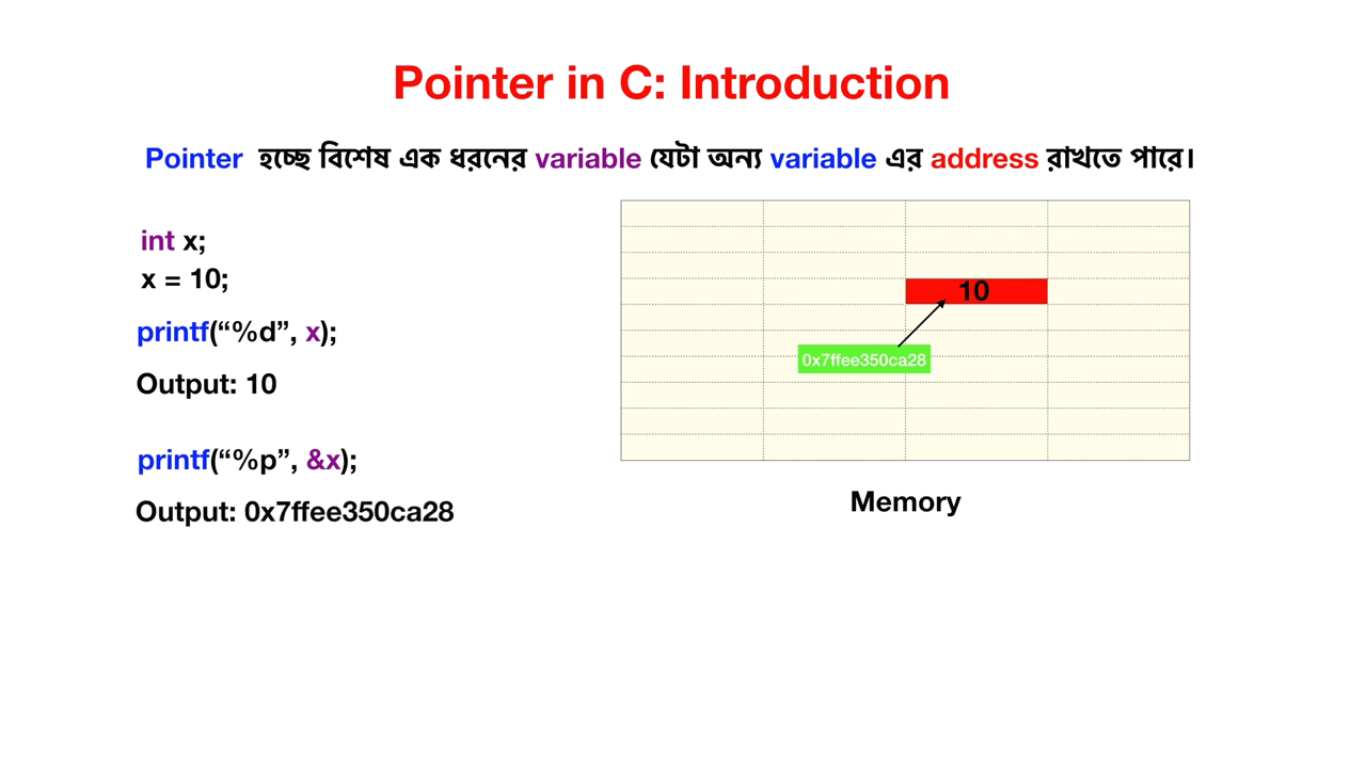 Pointer in C: Introduction
Pointer হচ্ছে বিশেষ এক ধরনের variable যেটা অন্য variable এর address রাখতে পারে।
int x;
x = 10;
printf(“%d”, x);
Output: 10
printf(“%p”, &x);
Output: 0x7ffee350ca28
10
0x7ffee350ca28
Memory